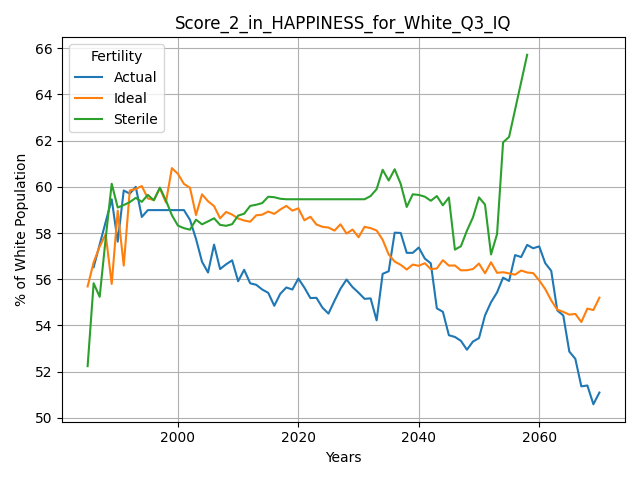 Score_2_in_HAPPINESS_for_White_Q3_IQ
Fertility
Actual
Ideal
Sterile
% of White Population
66
64
62
60
58
56
54
52
50
2000
2020
2040
2060
Years